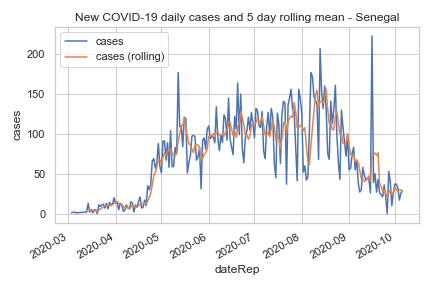 New COVID-19 daily cases and 5 day rolling mean - Senegal
cases
cases (rolling)
200
150
100
50
0
cases
2020-03
2020-04
2020-05
2020-06
2020-07
2020-08
2020-09
2020-10
dateRep